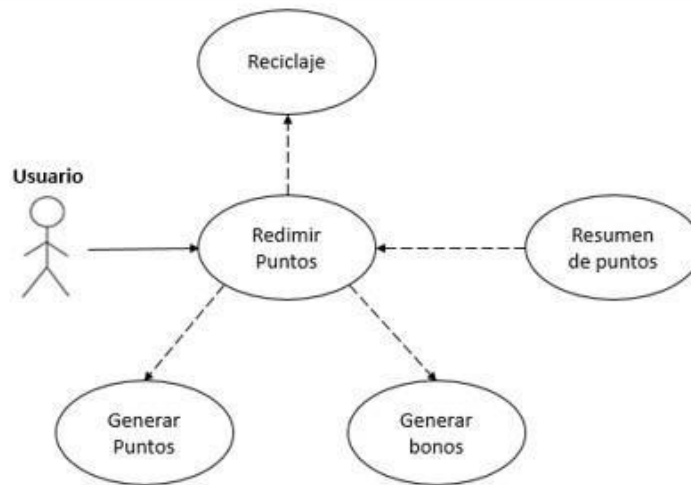 Reciclaje
Usuario
Redimir
Puntos
Resumen
de puntos
Generar
Puntos
Generar
bonos